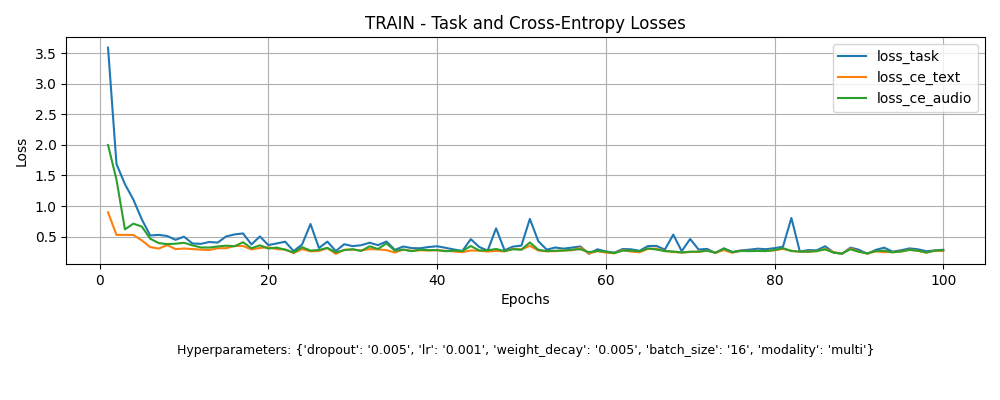 TRAIN - Task and Cross-Entropy Losses
loss_task
loss_ce_text
loss_ce_audio
Loss
3.5
3.0
2.5
2.0
1.5
1.0
0.5
0 20 40 60 80 100
Epochs
Hyperparameters: {'dropout': '0.005', 'lr': '0.001', 'weight_decay': '0.005', 'batch_size': '16', 'modality': 'multi'}